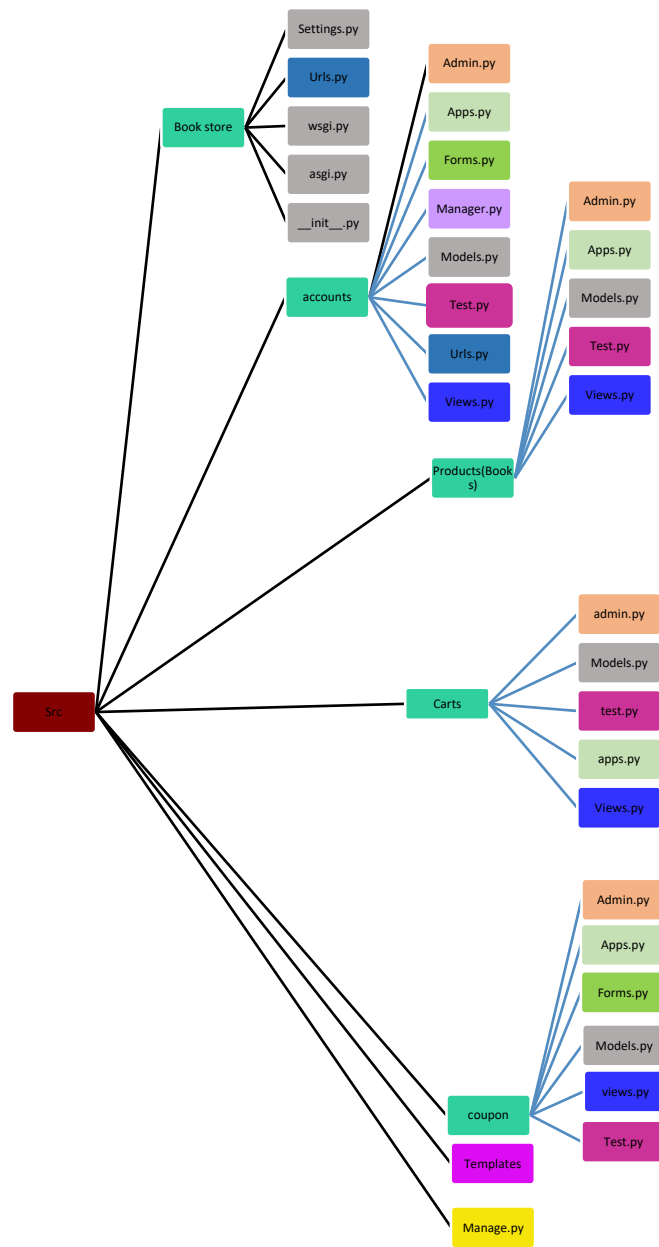 Settings.py
Urls.py
wsgi.py
asgi.py
__init__.py
Book store
Admin.py
Apps.py
Forms.py
Manager.py
Models.py
Test.py
Urls.py
Views.py
accounts
Admin.py
Apps.py
Models.py
Test.py
Views.py
Products(Book
s)
Src
Carts
admin.py
Models.py
test.py
apps.py
Views.py
Admin.py
Apps.py
Forms.py
Models.py
views.py
Test.py
coupon
Templates
Manage.py